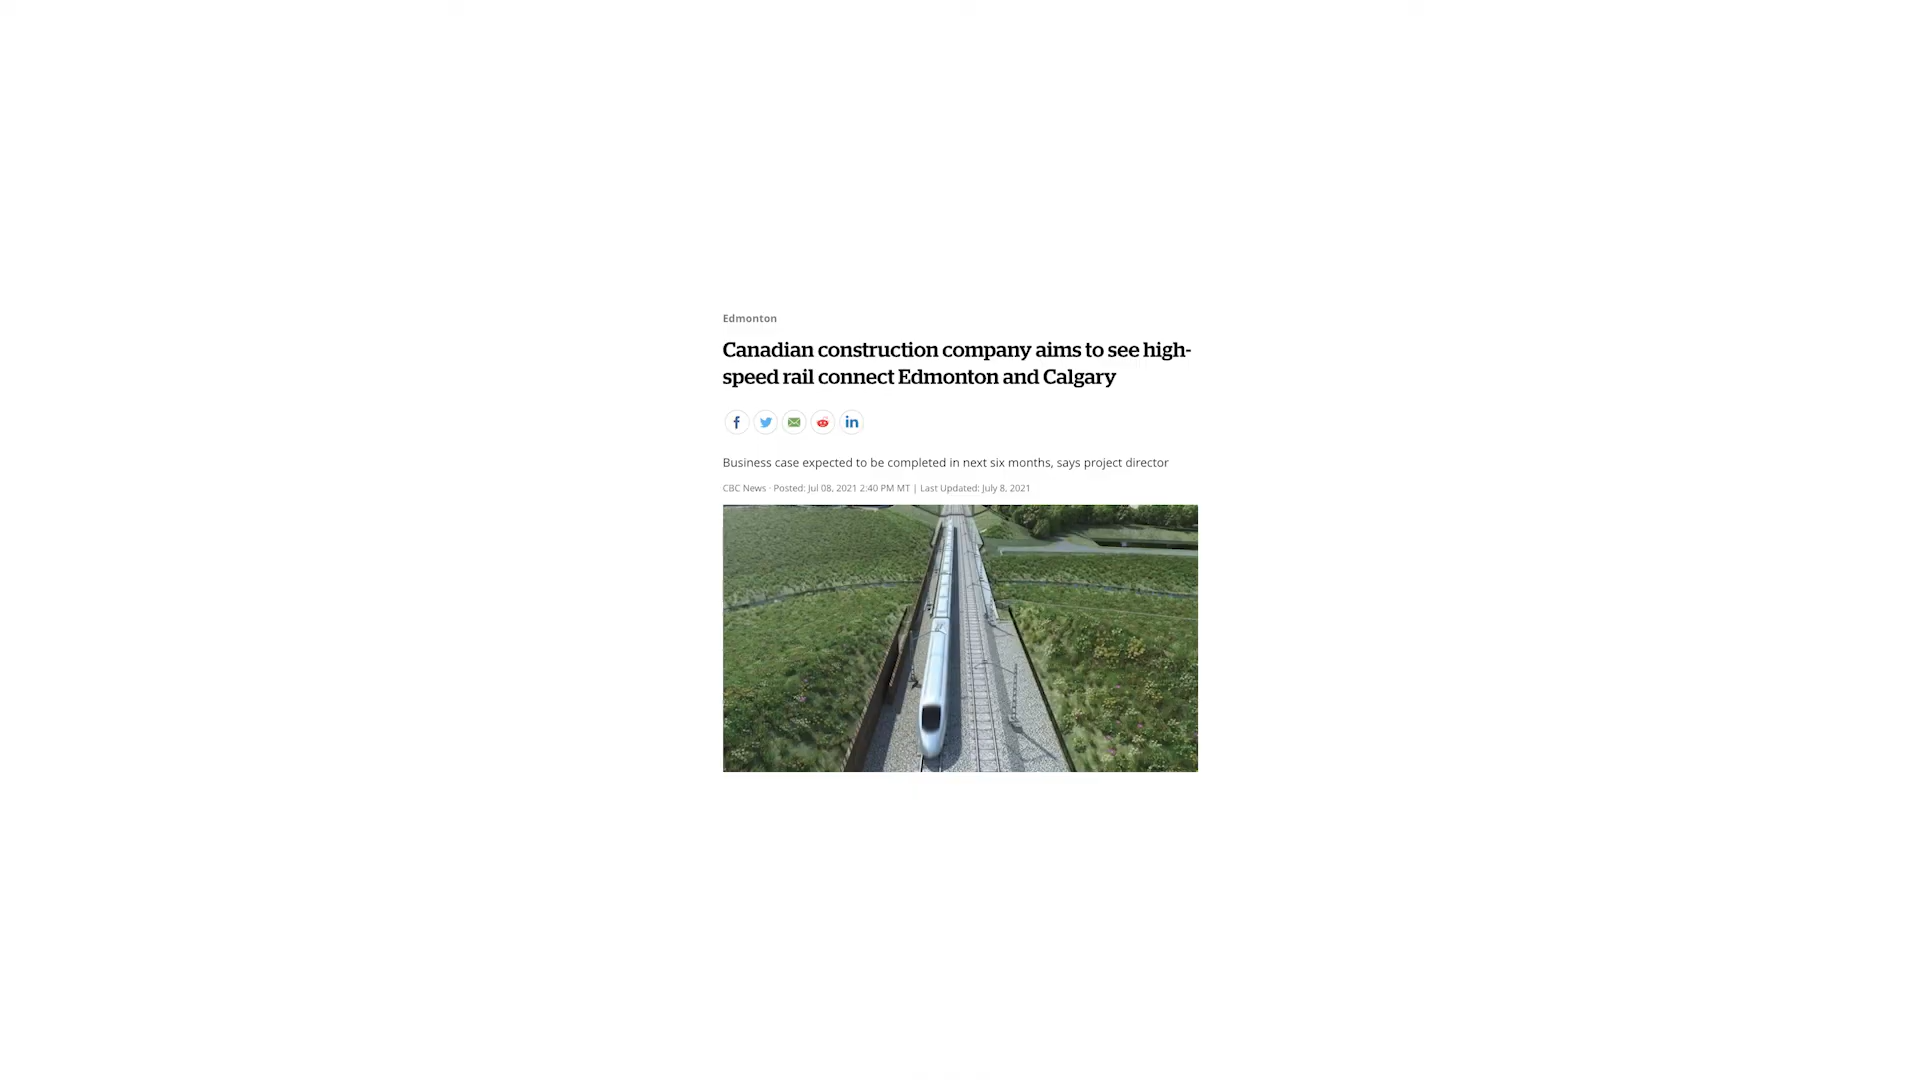 Edmonton
Canadian construction company aims to see high-
speed rail connect Edmonton and Calgary
Business case expected to be completed in next six months, says project director
CBC News · Posted: Jul 08, 2021 2:40 PM MT | Last Updated: July 8, 2021